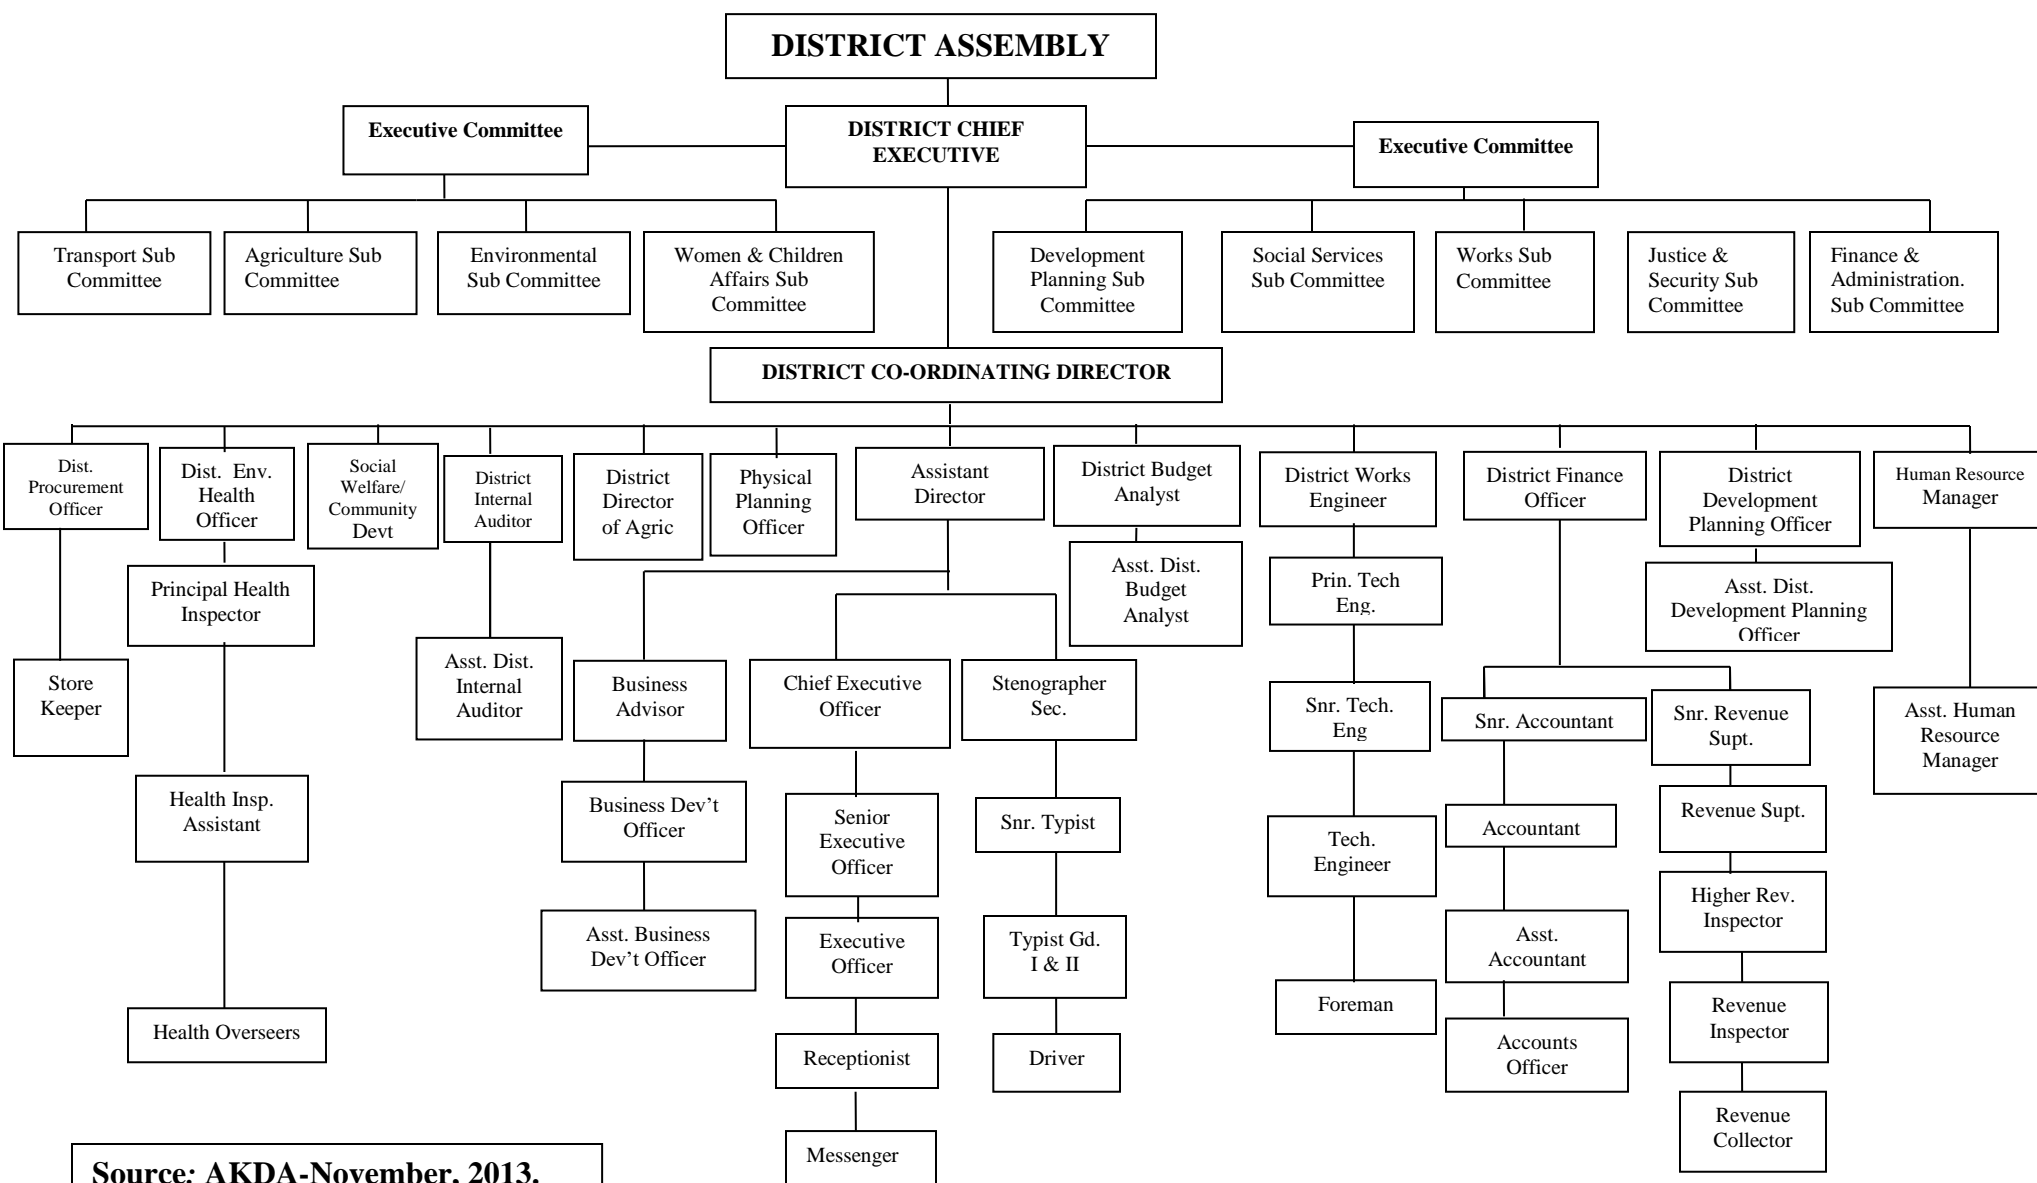 DISTRICT ASSEMBLY
Executive Committee
DISTRICT CHIEF
EXECUTIVE
Executive Committee
Transport Sub
Committee
Agriculture Sub
Committee
Environmental
Sub Committee
Women & Children
Affairs Sub
Committee
Development
Planning Sub
Committee
Social Services
Sub Committee
Works Sub
Committee
Justice &
Security Sub
Committee
Finance &
Administration.
Sub Committee
DISTRICT CO-ORDINATING DIRECTOR
Dist.
Procurement
Officer
Dist. Env.
Health
Officer
Social
Welfare/
Community
Devt
District
Internal
Auditor
District
Director
of Agric
Physical
Planning
Officer
Assistant
Director
District Budget
Analyst
District Works
Engineer
District Finance
Officer
District
Development
Planning Officer
Human Resource
Manager
Principal Health
Inspector
Asst. Dist.
Budget
Analyst
Prin. Tech
Eng.
Asst. Dist.
Development Planning
Officer
Store
Keeper
Asst. Dist.
Internal
Auditor
Business
Advisor
Chief Executive
Officer
Stenographer
Sec.
Snr. Tech.
Eng
Snr. Accountant
Snr. Revenue
Supt.
Asst. Human
Resource
Manager
Health Insp.
Assistant
Business Dev’t
Officer
Senior
Executive
Officer
Snr. Typist
Tech.
Engineer
Accountant
Revenue Supt.
Higher Rev.
Inspector
Asst. Business
Dev’t Officer
Executive
Officer
Typist Gd.
I & II
Foreman
Asst.
Accountant
Revenue
Inspector
Health Overseers
Receptionist
Driver
Accounts
Officer
Revenue
Collector
Messenger
Source: AKDA-November, 2013.